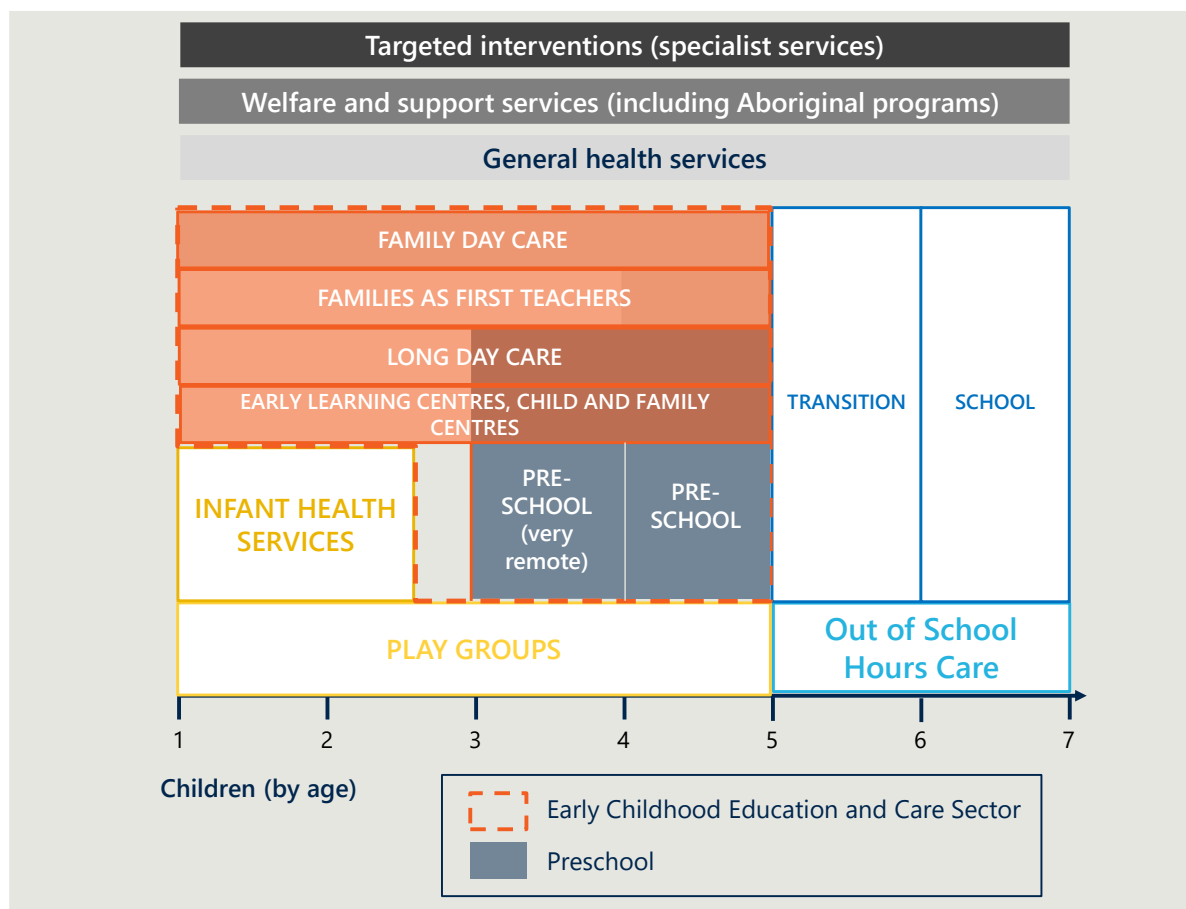 Targeted interventions (specialist services)
Welfare and support services (including Aboriginal programs)
General health services
FAMILY DAY CARE
FAMILIES AS FIRST TEACHERS
LONG DAY CARE
EARLY LEARNING CENTRES, CHILD AND FAMILY
CENTRES
TRANSITION
SCHOOL
INFANT HEALTH
SERVICES
PRE-
SCHOOL
(very
remote)
PRE-
SCHOOL
PLAY GROUPS
Out of School
Hours Care
1 2 3 4 5 6 7
Children (by age)
Early Childhood Education and Care Sector
Preschool